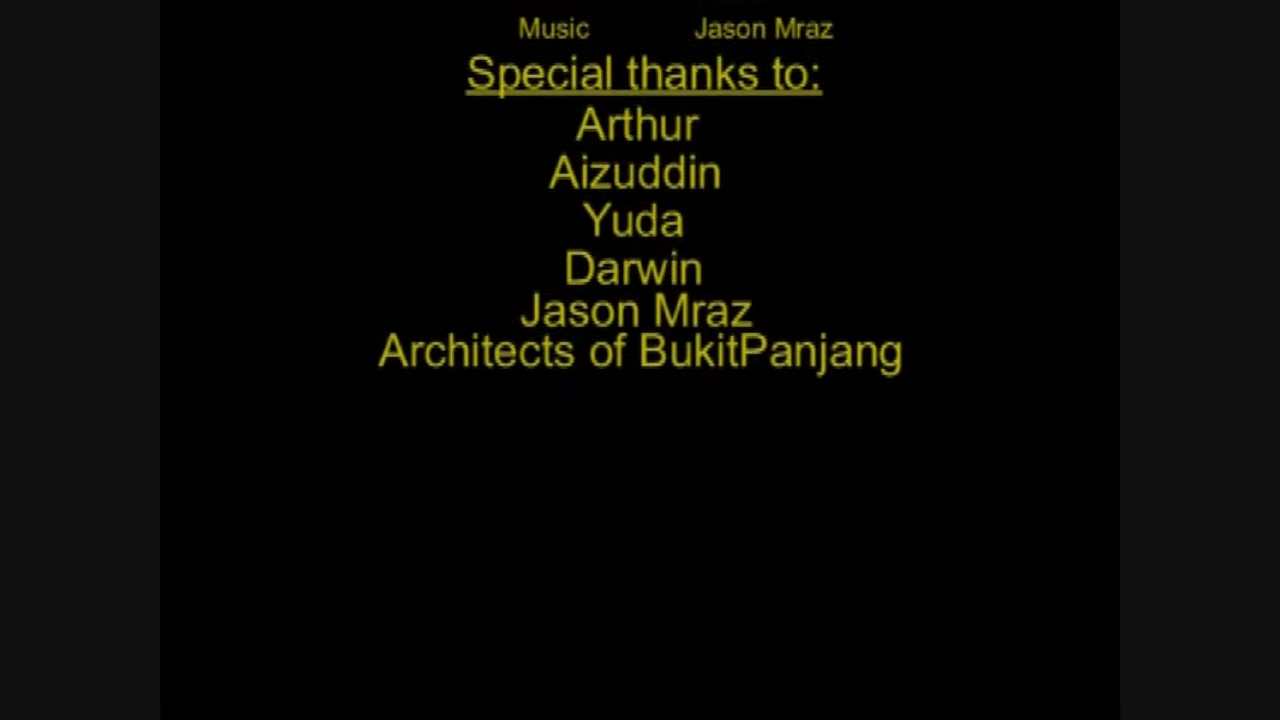 Music Jason Mraz
Special thanks to:
Arthur
Aizuddin
Yuda
Darwin
Jason Mraz
Architects of BukitPanjang